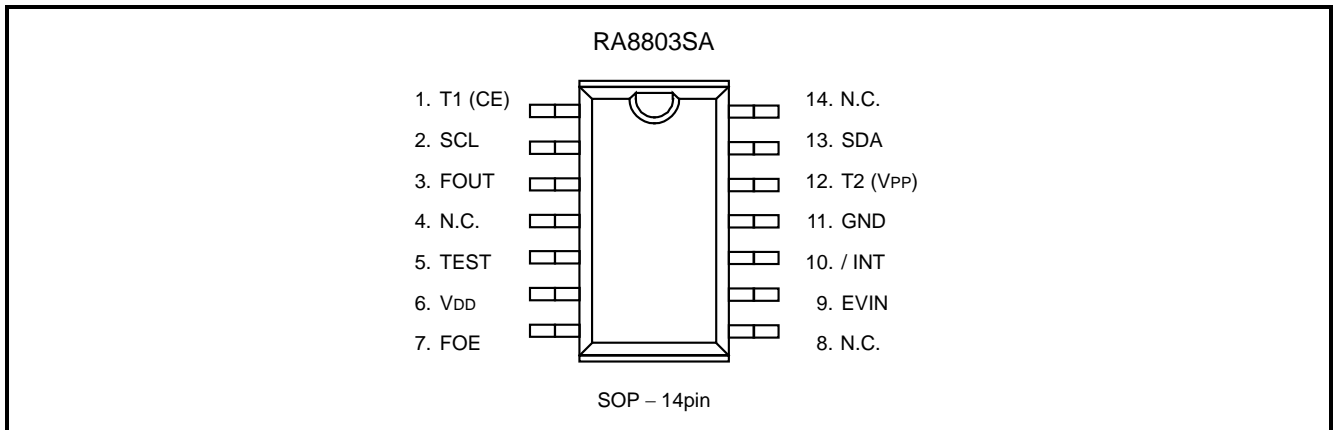 RA8803SA
1. T1 (CE)
2. SCL
3. FOUT
4. N.C.
5. TEST
6. VDD
7. FOE
14. N.C.
13. SDA
12. T2 (VPP)
11. GND
10. / INT
9. EVIN
8. N.C.
SOP – 14pin